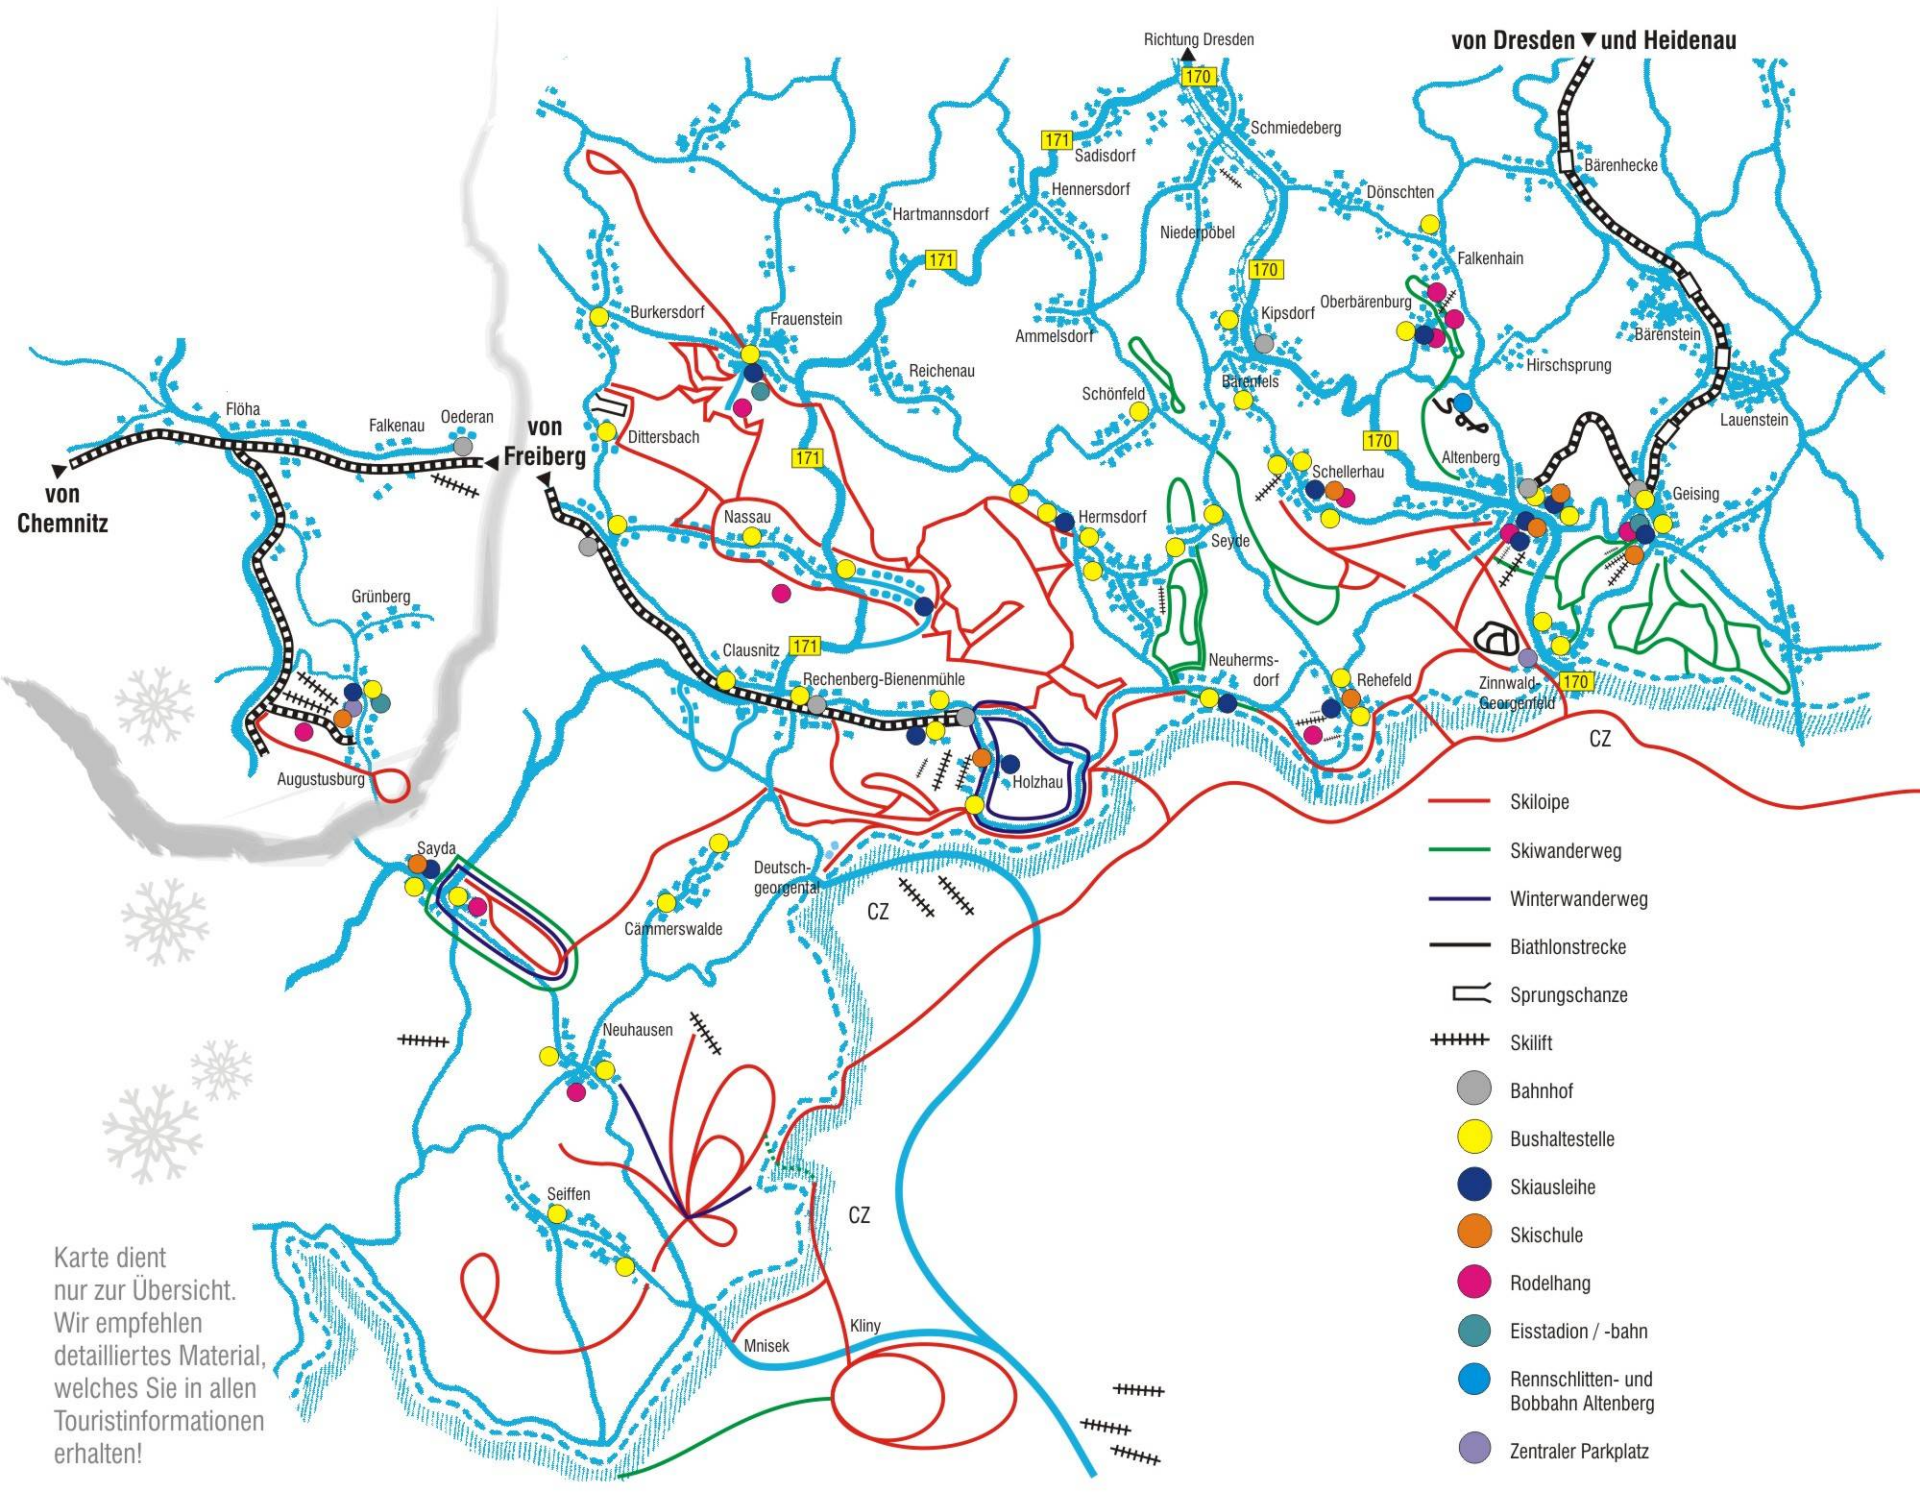 Richtung Dresden
von Dresden ▼ und Heidenau
170
Schmiedeberg
171
Sadisdorf
Bärenhecke
Hennersdorf
Dönschten
Hartmannsdorf
Niederpöbel
171
Falkenhain
170
Burkersdorf
Frauenstein
Kipsdorf
Oberbärenburg
Ammelsdorf
Bärenstein
Reichenau
Hirschsprung
Bärenfels
Schönfeld
Lauenstein
Flöha
Falkenau
Oederan
von
Freiberg
Dittersbach
170
171
Altenberg
Schellerhau
von
Chemnitz
Geising
Nassau
Hermsdorf
Seyde
Grünberg
Clausnitz
171
Neuherms-
dorf
Rechenberg-Bienenmühle
Rehefeld
Zinnwald-
Georgenfeld
170
CZ
Augustusburg
Holzhau
Sayda
Deutsch-
georgental
CZ
Cämmerswalde
Neuhausen
Seiffen
CZ
Kliny
Mnisek
Skiloipe
Skiwanderweg
Winterwanderweg
Biathlonstrecke
Sprungschanze
Skilift
Bahnhof
Bushaltestelle
Skiausleihe
Skischule
Rodelhang
Eisstadion / -bahn
Rennschlitten- und
Bobbahn Altenberg
Zentraler Parkplatz
Karte dient
nur zur Übersicht.
Wir empfehlen
detailliertes Material,
welches Sie in allen
Touristinformationen
erhalten!